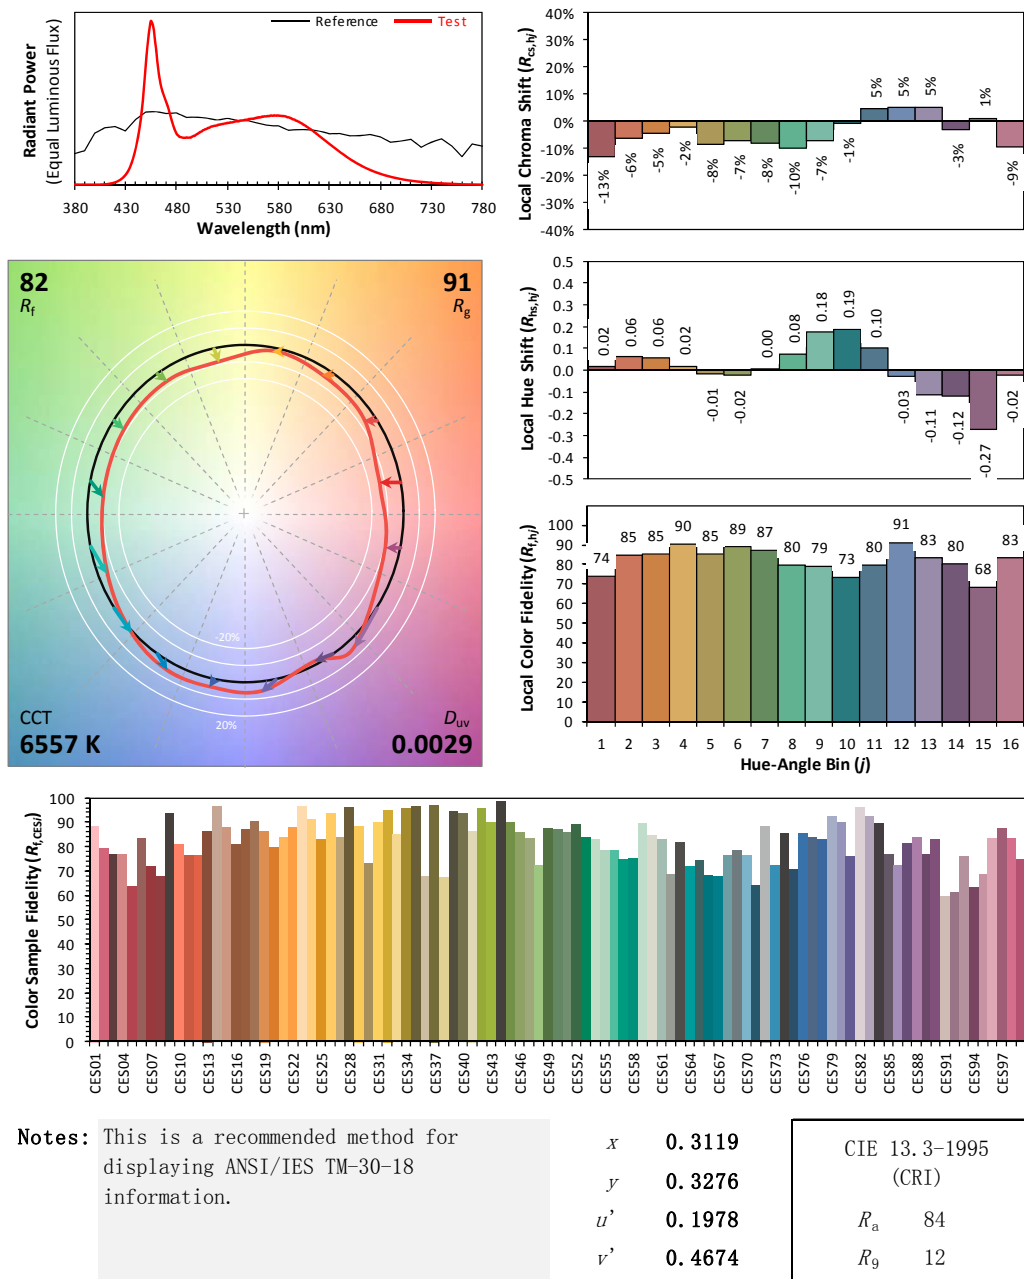 Reference
Test
Radiant Power
(Equal Luminous Flux)
380 430 480 530 580 630 680 730 780
Wavelength (nm)
Local Chroma Shift (Rcs,hj)
40%
30%
20%
10%
0%
-10%
-20%
-30%
-40%
-13% -6% -5% -2% -8% -7% -8% -10% -7% -1% 5% 5% 5% -3% 1% -9%
82
Rf
91
Rg
-20%
20%
CCT
6557 K
Duv
0.0029
Local Hue Shift (Rhs,hj)
0.5
0.4
0.3
0.2
0.1
0.0
-0.1
-0.2
-0.3
-0.4
-0.5
0.02 0.06 0.06 0.02 -0.01 -0.02 0.00 0.08 0.18 0.19 0.10 -0.03 -0.11 -0.12 -0.27 -0.02
Local Color Fidelity (Rf,hj)
100
90
80
70
60
50
40
30
20
10
0
74 85 85 90 85 89 87 80 79 73 80 91 83 80 68 83
1 2 3 4 5 6 7 8 9 10 11 12 13 14 15 16
Hue-Angle Bin (j)
Color Sample Fidelity (Rf,CESi)
100
90
80
70
60
50
40
30
20
10
0
CES01 CES04 CES07 CES10 CES13 CES16 CES19 CES22 CES25 CES28 CES31 CES34 CES37 CES40 CES43 CES46 CES49 CES52 CES55 CES58 CES61 CES64 CES67 CES70 CES73 CES76 CES79 CES82 CES85 CES88 CES91 CES94 CES97
Notes: This is a recommended method for
displaying ANSI/IES TM-30-18
information.
x 0.3119
y 0.3276
u' 0.1978
v' 0.4674
CIE 13.3-1995
(CRI)
Ra 84
R9 12